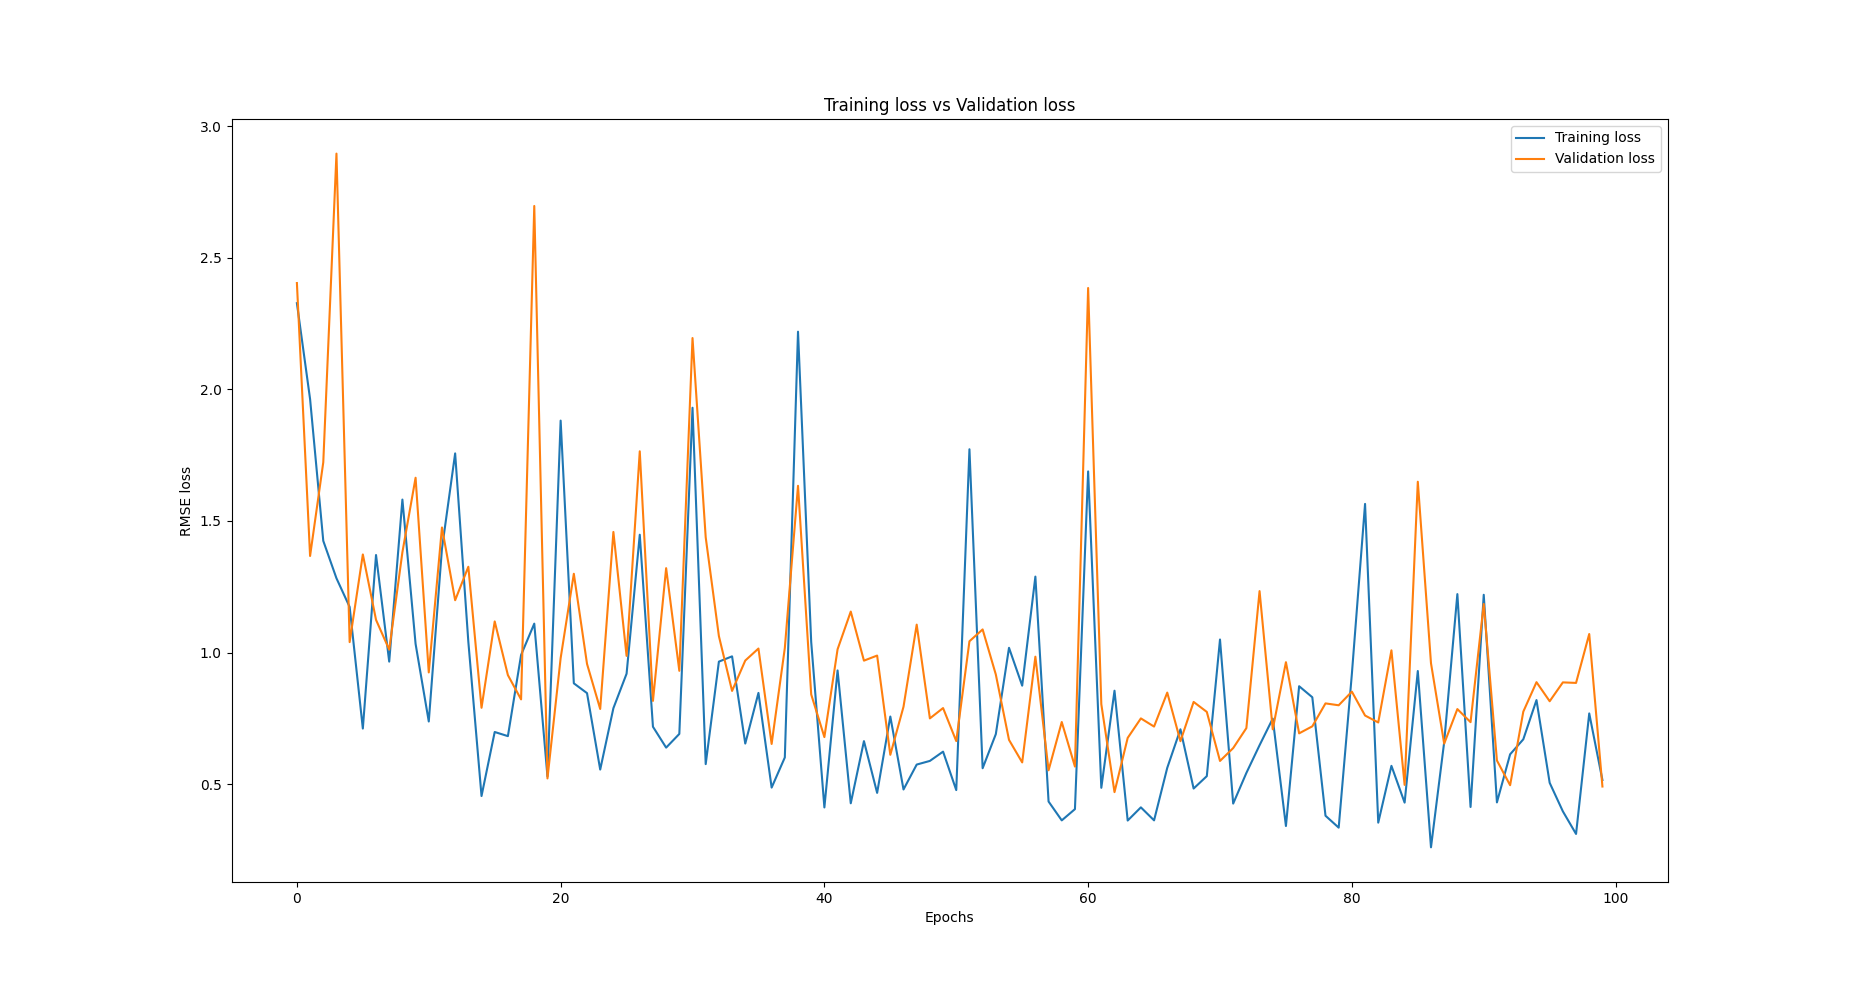 Training loss vs Validation loss
Training loss
Validation loss
3.0
2.5
2.0
1.5
1.0
0.5
RMSE loss
0 20 40 60 80 100
Epochs